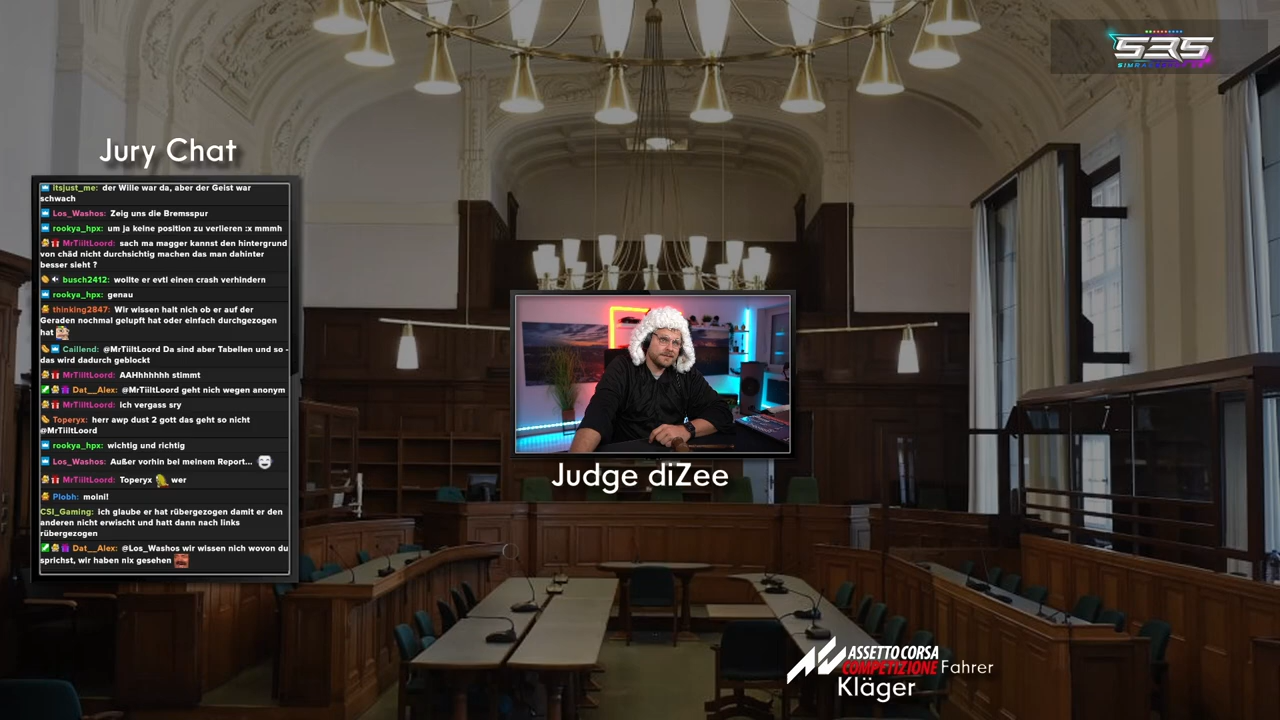 S3S
Jury Chat
itsjust_me: der Wille war da, aber der Geist war
schwach
Los_Washos: Zeig uns die Bremsspur
rookya_hpx: um ja keine position zu verlieren :x mmmh
MrTiiltLoord: sach ma magger kannst den hintergrund
von chäd nicht durchsichtig machen das man dahinter
besser sieht ?
busch2412: wollte er evtl einen crash verhindern
rookya_hpx: genau
thinking2847: Wir wissen halt nich ob er auf der
Geraden nochmal gelupft hat oder einfach durchgezogen
hat
Caillend: @MrTiiltLoord Da sind aber Tabellen und so -
das wird dadurch geblockt
MrTiiltLoord: AAHhhhhhh stimmt
Dat__Alex: @MrTiiltLoord geht nich wegen anonym
MrTiiltLoord: ich vergass sry
Toperyx: herr awp dust 2 gott das geht so nicht
@MrTiiltLoord
rookya_hpx: wichtig und richtig
Los_Washos: Außer vorhin bei meinem Report...
MrTiiltLoord: Toperyx wer
Plobh: moini!
CSI_Gaming: ich glaube er hat rübergezogen damit er den
anderen nicht erwischt und hatt dann nach links
rübergezogen
Dat__Alex: @Los_Washos wir wissen nich wovon du
sprichst, wir haben nix gesehen
Judge diZee
ASSETTO CORSA
COMPETIZIONE Fahrer
Kläger